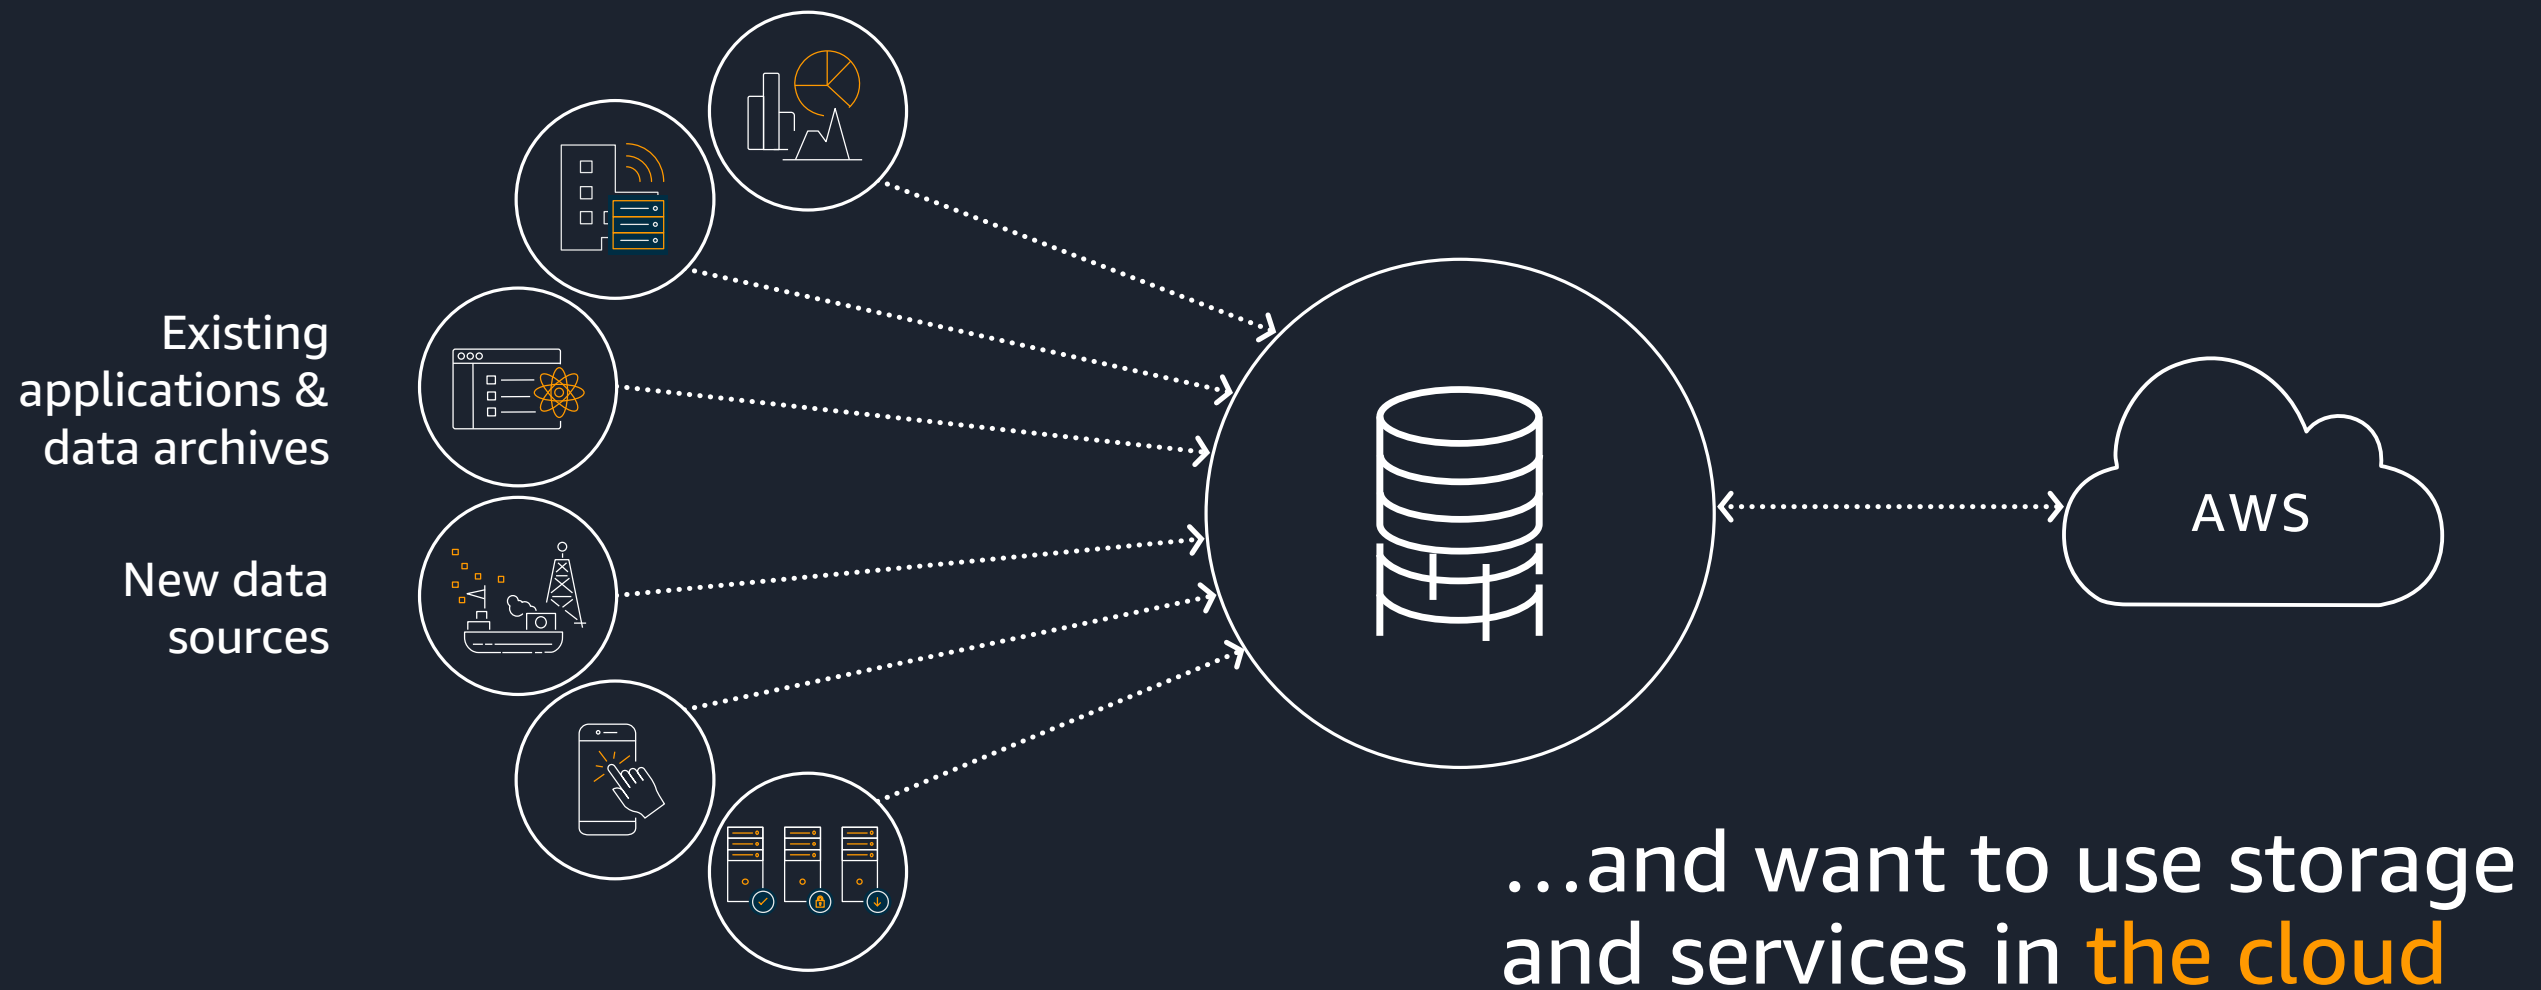 Existing
applications &
data archives
New data
sources
AWS
...and want to use storage
and services in the cloud